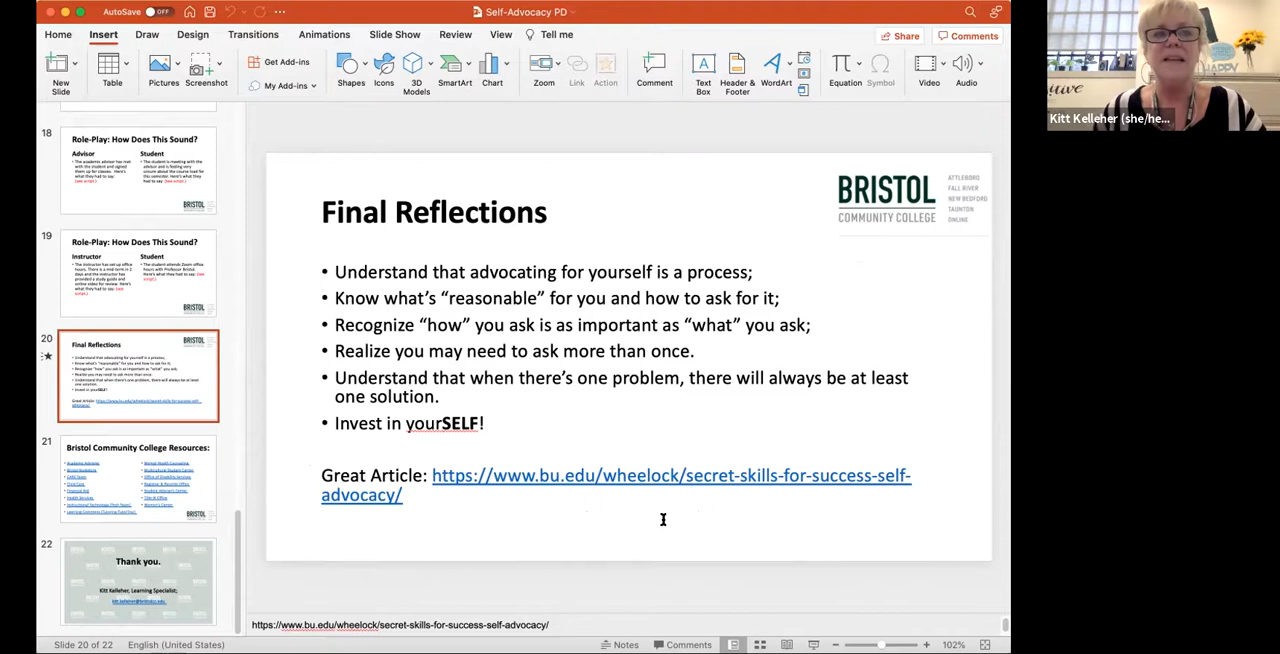 AutoSave OFF
Self-Advocacy PD
Home Insert Draw Design Transitions Animations Slide Show Review View Tell me
Share Comments
New Slide
Table
Pictures
Screenshot
Get Add-ins
My Add-ins
Shapes
Icons
3D Models
SmartArt
Chart
Zoom
Link
Action
Comment
Text Box
Header & Footer
WordArt
Equation
Symbol
Video
Audio
18
Role-Play: How Does This Sound?
Advisor Student
BRISTOL
19
Role-Play: How Does This Sound?
Instructor Student
BRISTOL
20
Final Reflections
BRISTOL
21
Bristol Community College Resources:
BRISTOL
22
Thank you.
Kitt Kelleher, Learning Specialist;
Final Reflections
BRISTOL
COMMUNITY COLLEGE
ATTLEBORO
FALL RIVER
NEW BEDFORD
TAUNTON
ONLINE
• Understand that advocating for yourself is a process;
• Know what's “reasonable” for you and how to ask for it;
• Recognize “how” you ask is as important as “what” you ask;
• Realize you may need to ask more than once.
• Understand that when there's one problem, there will always be at least
one solution.
• Invest in yourSELF!
Great Article: https://www.bu.edu/wheelock/secret-skills-for-success-self-
advocacy/
https://www.bu.edu/wheelock/secret-skills-for-success-self-advocacy/
Slide 20 of 22 English (United States)
Notes Comments 102%
HAPPY
Kitt Kelleher (she/he...